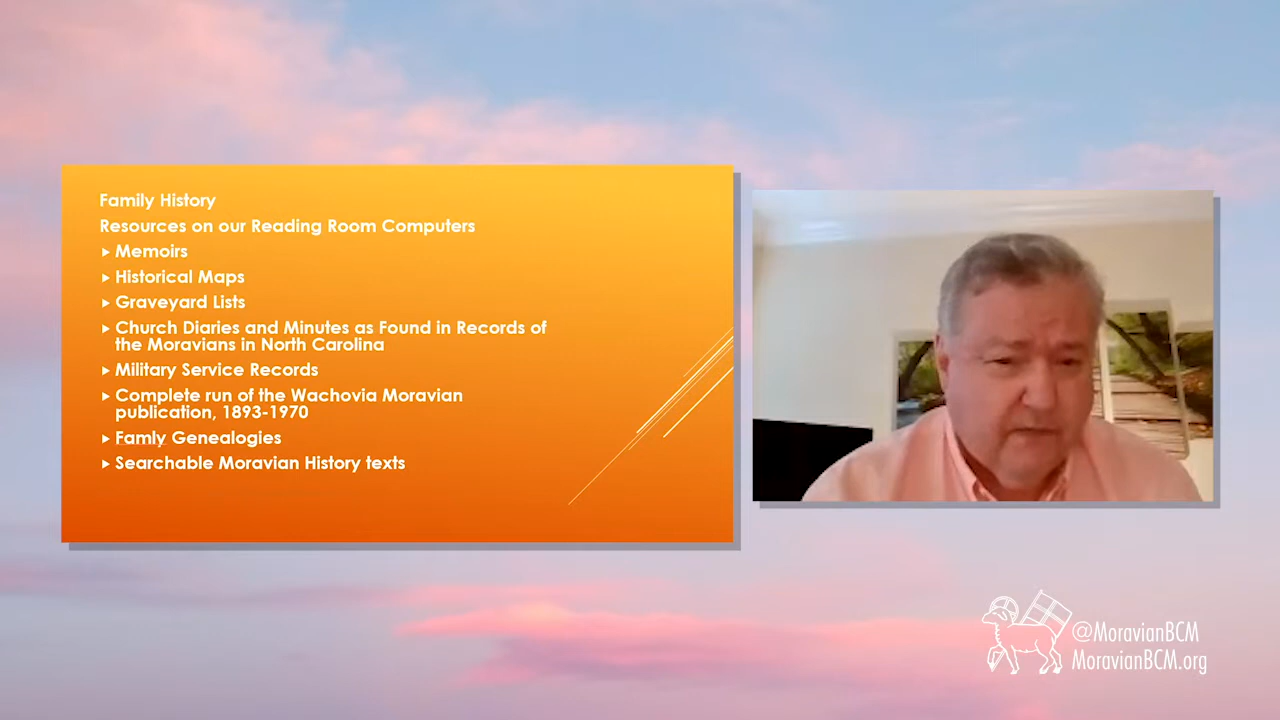 Family History
Resources on our Reading Room Computers
Memoirs
Historical Maps
Graveyard Lists
Church Diaries and Minutes as Found in Records of
the Moravians in North Carolina
Military Service Records
Complete run of the Wachovia Moravian
publication, 1893-1970
Famly Genealogies
Searchable Moravian History texts
@MoravianBCM
MoravianBCM.org